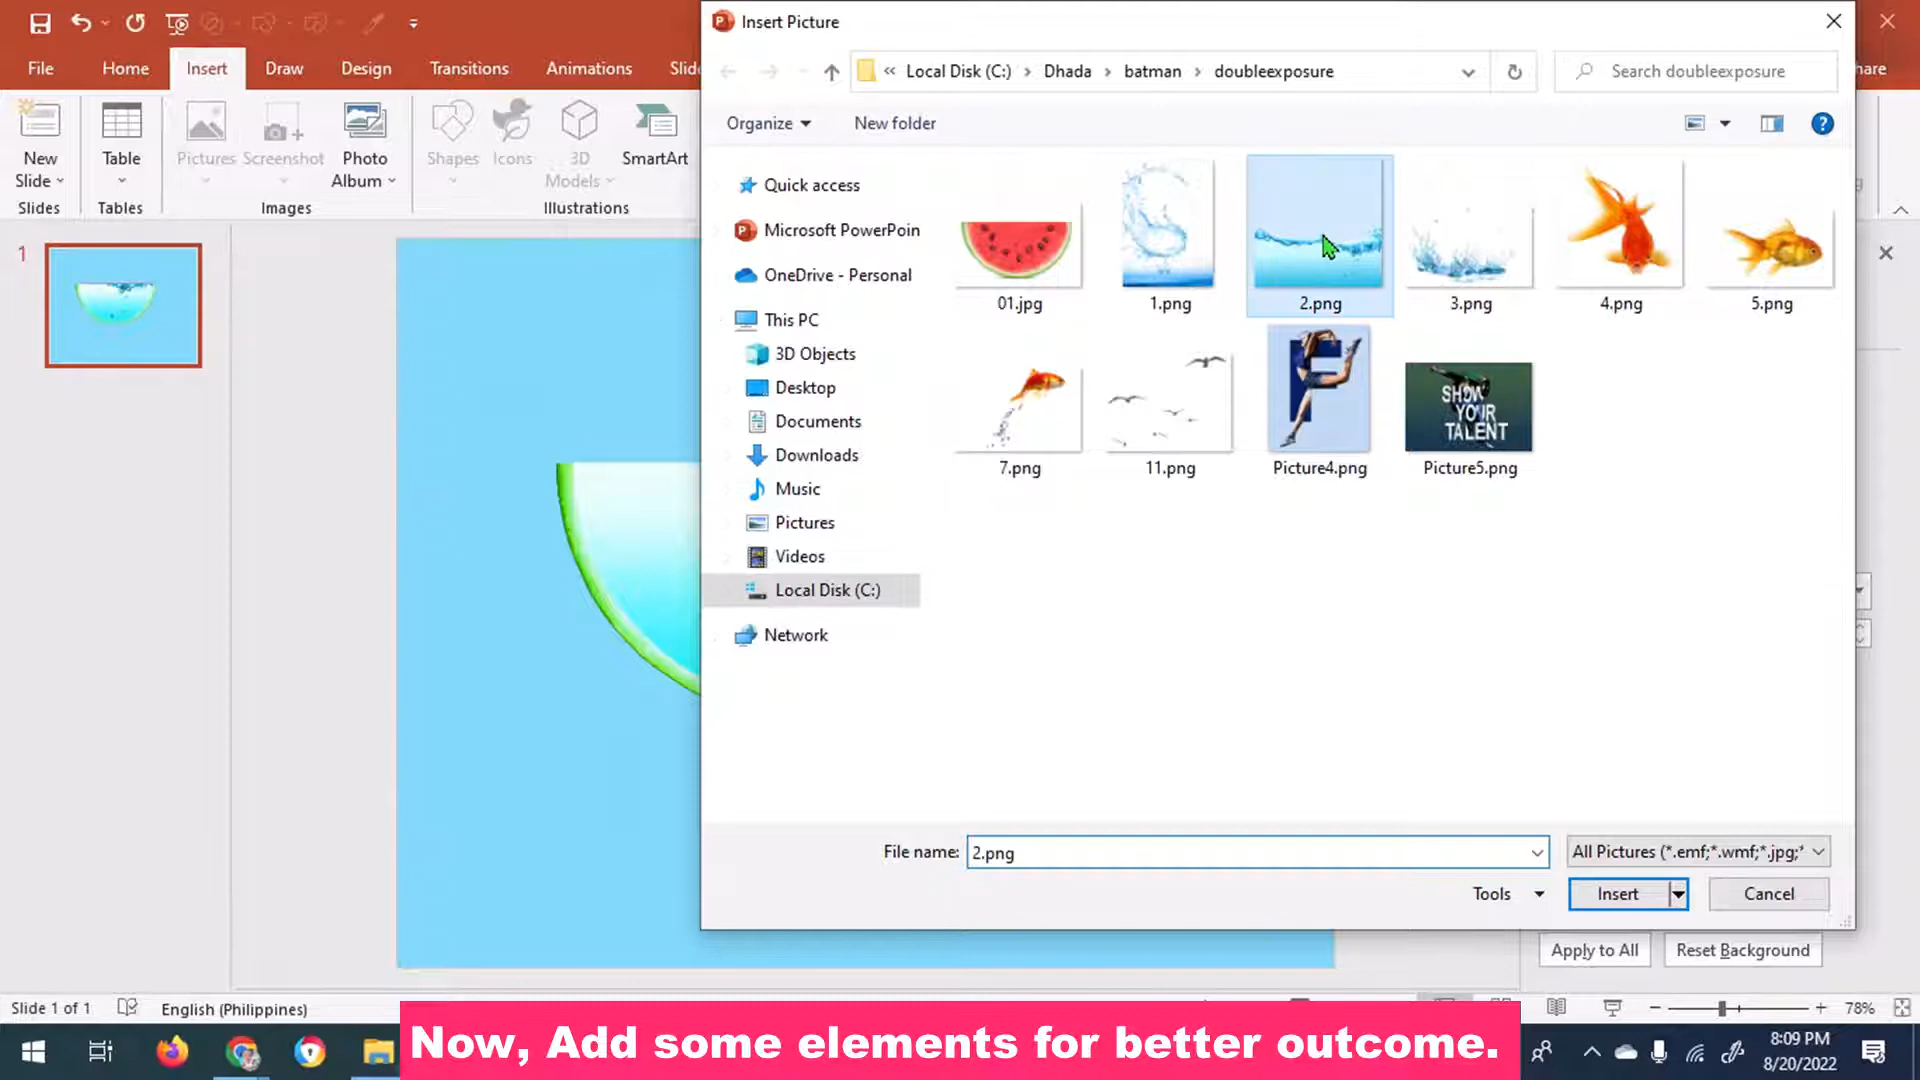 Insert Picture
File
Home
Insert
Draw
Design
Transitions
Animations
Slid
hare
« Local Disk (C:) › Dhada › batman › doubleexposure
Search doubleexposure
Organize
New folder
New Slide
Slides
Table
Tables
Pictures
Screenshot
Photo Album
Images
Shapes
Icons
3D Models
SmartArt
Illustrations
1
Quick access
Microsoft PowerPoin
OneDrive - Personal
This PC
3D Objects
Desktop
Documents
Downloads
Music
Pictures
Videos
Local Disk (C:)
Network
01.jpg
1.png
2.png
3.png
4.png
5.png
F
SHOW
YOUR
TALENT
7.png
11.png
Picture4.png
Picture5.png
File name:
2.png
All Pictures (*.emf;*.wmf;*.jpg;*
Tools
Insert
Cancel
Apply to All
Reset Background
Slide 1 of 1
English (Philippines)
78%
Now, Add some elements for better outcome.
8:09 PM
8/20/2022